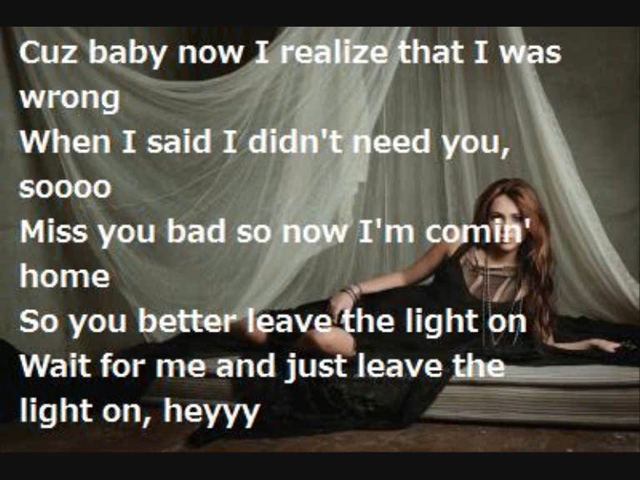 Cuz baby now I realize that I was
wrong
When I said I didn't need you,
soooo
Miss you bad so now I'm comin'
home
So you better leave the light on
Wait for me and just leave the
light on, heyyy